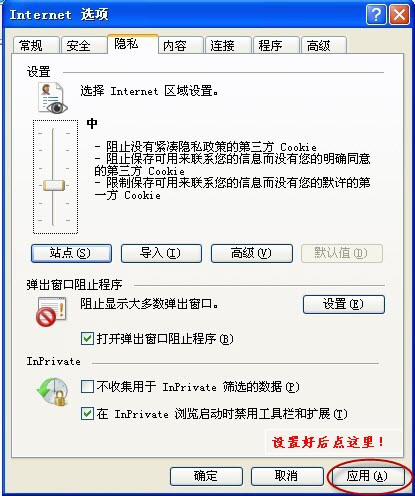 Internet 选项
常规 安全 隐私 内容 连接 程序 高级
设置
选择 Internet 区域设置。
中
- 阻止没有紧凑隐私政策的第三方 Cookie
- 阻止保存可用来联系您的信息而没有您的明确同意
的第三方 Cookie
- 限制保存可用来联系您的信息而没有您的默许的第
一方 Cookie
站点(S) 导入(I) 高级(V) 默认值(D)
弹出窗口阻止程序
阻止显示大多数弹出窗口。 设置(E)
打开弹出窗口阻止程序(B)
InPrivate
不收集用于 InPrivate 筛选的数据(P)
在 InPrivate 浏览启动时禁用工具栏和扩展(T)
设置好后点这里！
确定 取消 应用(A)